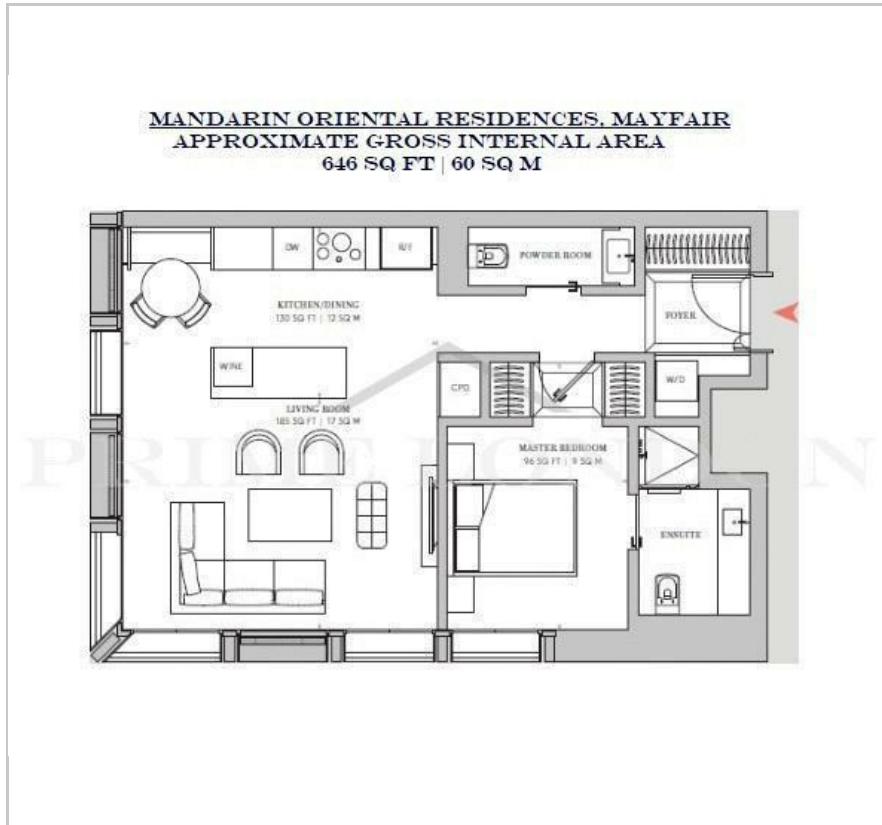 MANDARIN ORIENTAL RESIDENCES, MAYFAIR
APPROXIMATE GROSS INTERNAL AREA
646 SQ FT | 60 SQ M
DW
R/F
POWDER ROOM
KITCHEN/DINING
130 SQ FT | 12 SQ M
FOYER
WINE
CPD
W/D
LIVING ROOM
185 SQ FT | 17 SQ M
MASTER BEDROOM
96 SQ FT | 9 SQ M
PRIME LONDON
ENSUITE